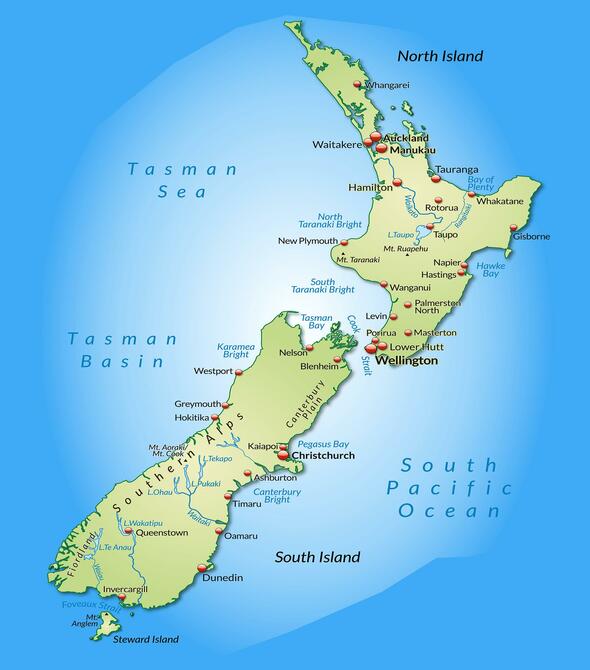 North Island
Whangarei
Auckland
Waitakere
Manukau
Tasman
Sea
Tauranga
Bay of
Plenty
Hamilton
Whakatane
Rotorua
Waikato
Rangitaiki
North
Taranaki Bright
L.Taupo
Taupo
Gisborne
New Plymouth
Mt. Ruapehu
Mt. Taranaki
Napier
Hastings
Hawke
Bay
South
Taranaki Bright
Wanganui
Palmerston
North
Levin
Tasman
Bay
Cook
Strait
Porirua
Masterton
Lower Hutt
Wellington
Tasman
Basin
Karamea
Bright
Nelson
Blenheim
Westport
Canterbury
Plain
Greymouth
Hokitika
Southern Alps
Mt. Aoraki/
Mt. Cook
Kaiapoi
Pegasus Bay
Christchurch
L.Tekapo
South
Pacific
Ocean
Ashburton
L.Pukaki
L.Ohau
Canterbury
Bright
Timaru
Waitaki
L.Wakatipu
Queenstown
Oamaru
Fiordland
L.Te Anau
South Island
Dunedin
Invercargill
Foveaux Strait
Mt.
Anglem
Steward Island